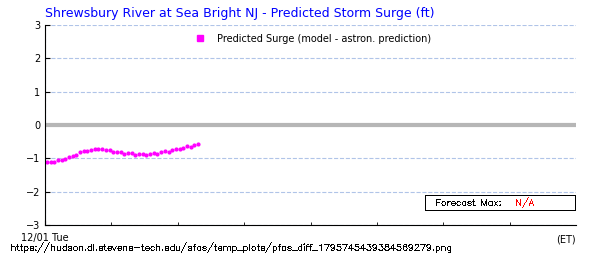 Shrewsbury River at Sea Bright NJ - Predicted Storm Surge (ft)
3
Predicted Surge (model - astron. prediction)
2
1
0
−1
−2
Forecast Max: N/A
−3
12/01 Tue
(ET)
https://hudson.dl.stevens-tech.edu/sfas/temp_plots/pfas_diff_1795745439384569279.png